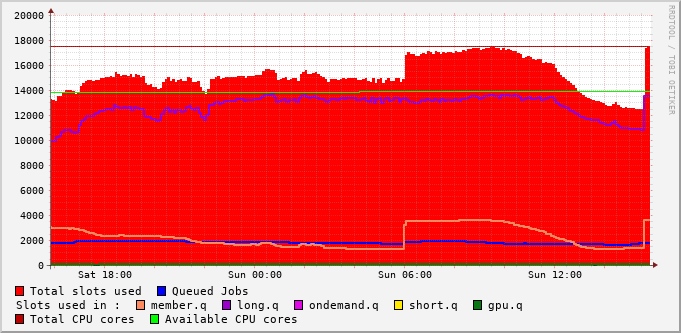 20000
18000
16000
14000
12000
10000
8000
6000
4000
2000
0
Sat 18:00 Sun 00:00 Sun 06:00 Sun 12:00
RRDTOOL / TOBI OETIKER
Total slots used Queued Jobs
Slots used in : member.q long.q ondemand.q short.q gpu.q
Total CPU cores Available CPU cores